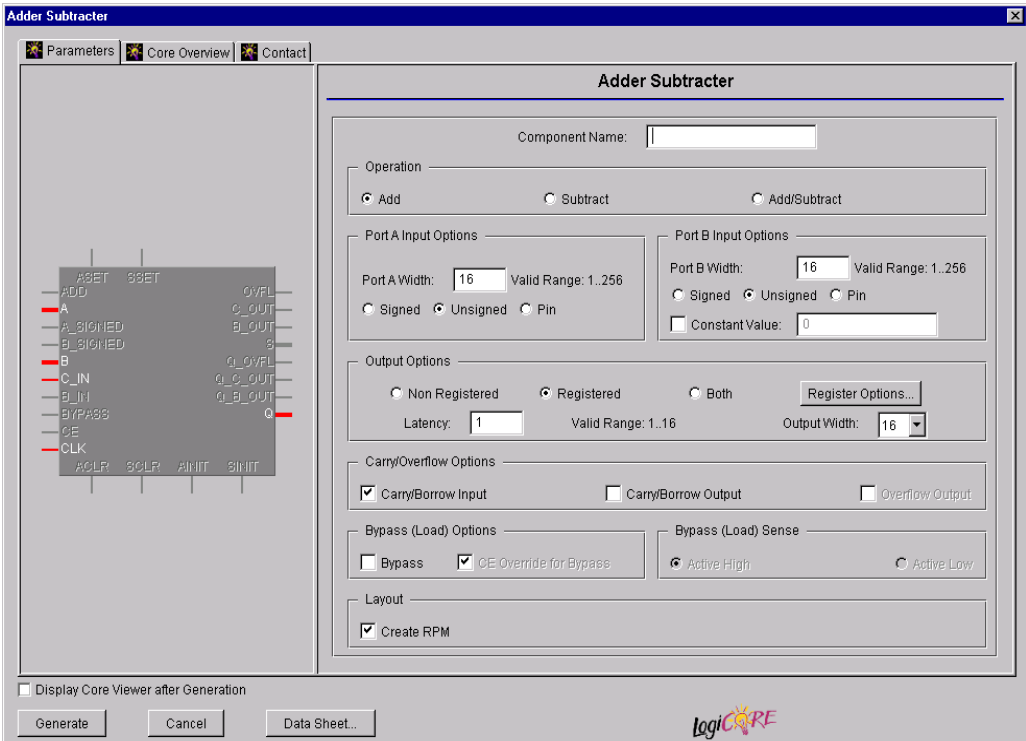 Adder Subtracter
Parameters Core Overview Contact
Adder Subtracter
Component Name:
Operation
Add Subtract Add/Subtract
Port A Input Options
Port A Width: 16 Valid Range: 1..256
Signed Unsigned Pin
Port B Input Options
Port B Width: 16 Valid Range: 1..256
Signed Unsigned Pin
Constant Value: 0
Output Options
Non Registered Registered Both Register Options...
Latency: 1 Valid Range: 1..16 Output Width: 16
Carry/Overflow Options
Carry/Borrow Input Carry/Borrow Output Overflow Output
Bypass (Load) Options
Bypass CE Override for Bypass
Bypass (Load) Sense
Active High Active Low
Layout
Create RPM
ASET SSET
ADD OVFL
A C_OUT
A_SIGNED B_OUT
B_SIGNED S
B Q_OVFL
C_IN Q_C_OUT
B_IN Q_B_OUT
BYPASS Q
CE
CLK
ACLR SCLR AINIT SINIT
Display Core Viewer after Generation
Generate Cancel Data Sheet...
LogiCORE